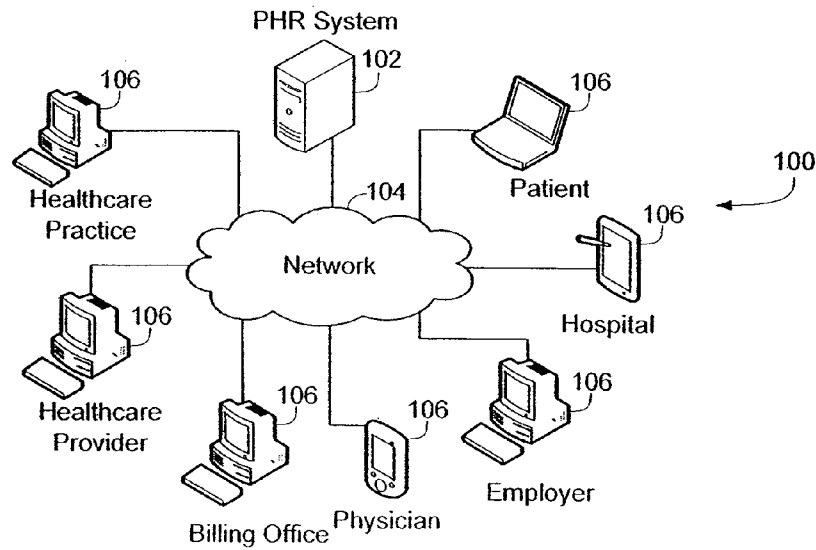 PHR System
102
106
Healthcare
Practice
106
Patient
100
104
Network
106
Hospital
106
Healthcare
Provider
106
Billing Office
106
Physician
106
Employer